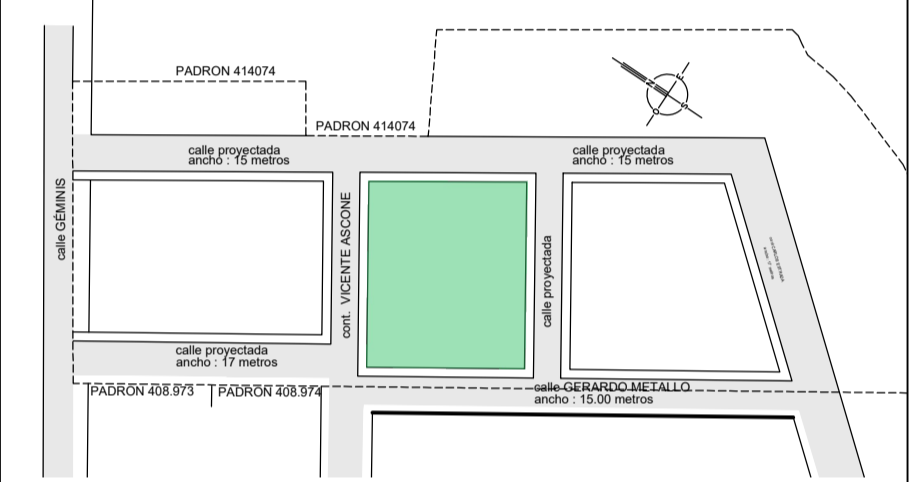 PADRON 414074
PADRON 414074
N
E
S
O
calle proyectada
ancho : 15 metros
calle proyectada
ancho : 15 metros
calle GÉMINIS
cont. VICENTE ASCONE
calle proyectada
calle proyectada
ancho : 17 metros
PADRON 408.973
PADRON 408.974
calle GERARDO METALLO
ancho : 15.00 metros